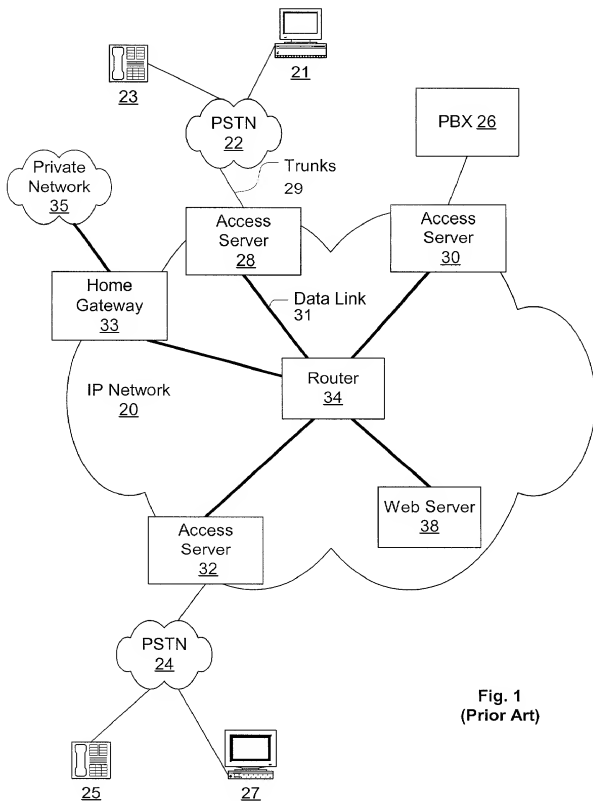 21
23
PSTN
22
PBX 26
Trunks
29
Private
Network
35
Access
Server
28
Access
Server
30
Home
Gateway
33
Data Link
31
Router
34
IP Network
20
Web Server
38
Access
Server
32
PSTN
24
Fig. 1
(Prior Art)
25
27